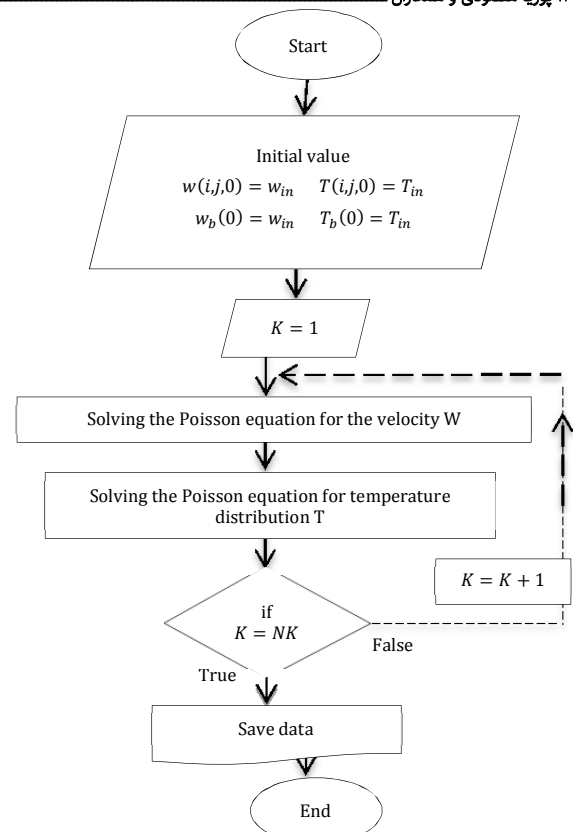 Start
Initial value
w(i,j,0) = w_in T(i,j,0) = T_in
w_b(0) = w_in T_b(0) = T_in
K = 1
Solving the Poisson equation for the velocity W
Solving the Poisson equation for temperature
distribution T
K = K + 1
if
K = NK
False
True
Save data
End